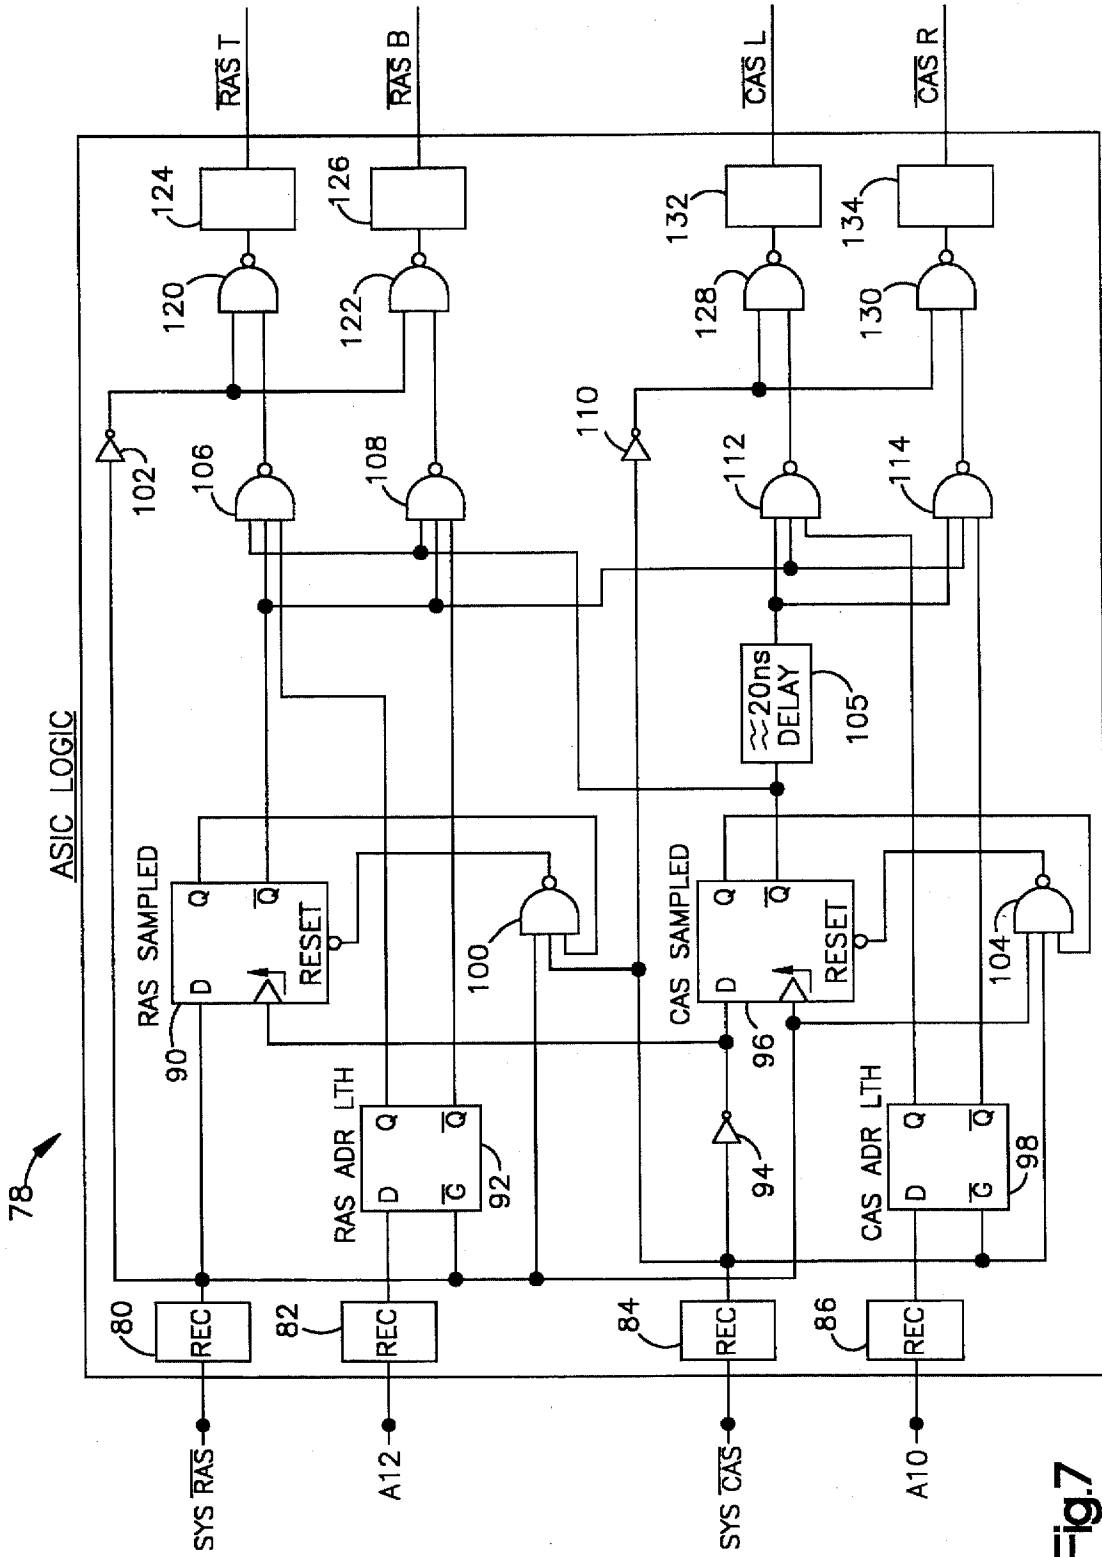 ASIC LOGIC
78
SYS RAS
A12
SYS CAS
A10
80
REC
82
REC
84
REC
86
REC
90
RAS SAMPLED
D
Q
Q
RESET
RAS ADR LTH
D
Q
G
Q
92
94
CAS SAMPLED
D
Q
Q
RESET
96
CAS ADR LTH
D
Q
G
Q
98
100
104
≈20ns
DELAY
105
102
106
108
110
112
114
120
122
128
130
124
126
132
134
RAS T
RAS B
CAS L
CAS R
Fig.7